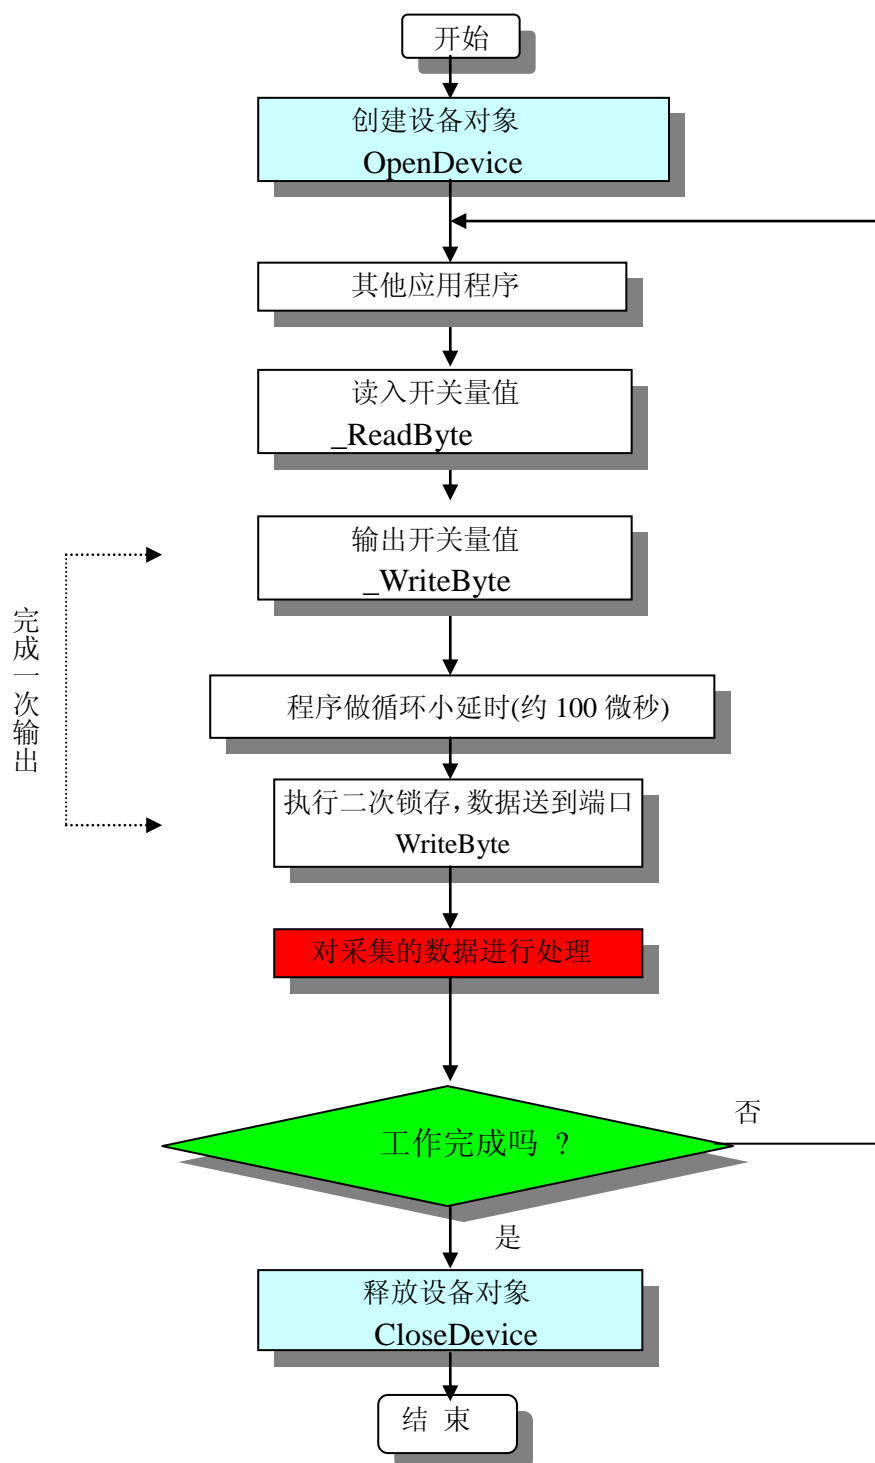 开始
创建设备对象
OpenDevice
其他应用程序
读入开关量值
_ReadByte
输出开关量值
_WriteByte
完成一次输出
程序做循环小延时(约 100 微秒)
执行二次锁存,数据送到端口
WriteByte
对采集的数据进行处理
工作完成吗 ?
否
是
释放设备对象
CloseDevice
结 束